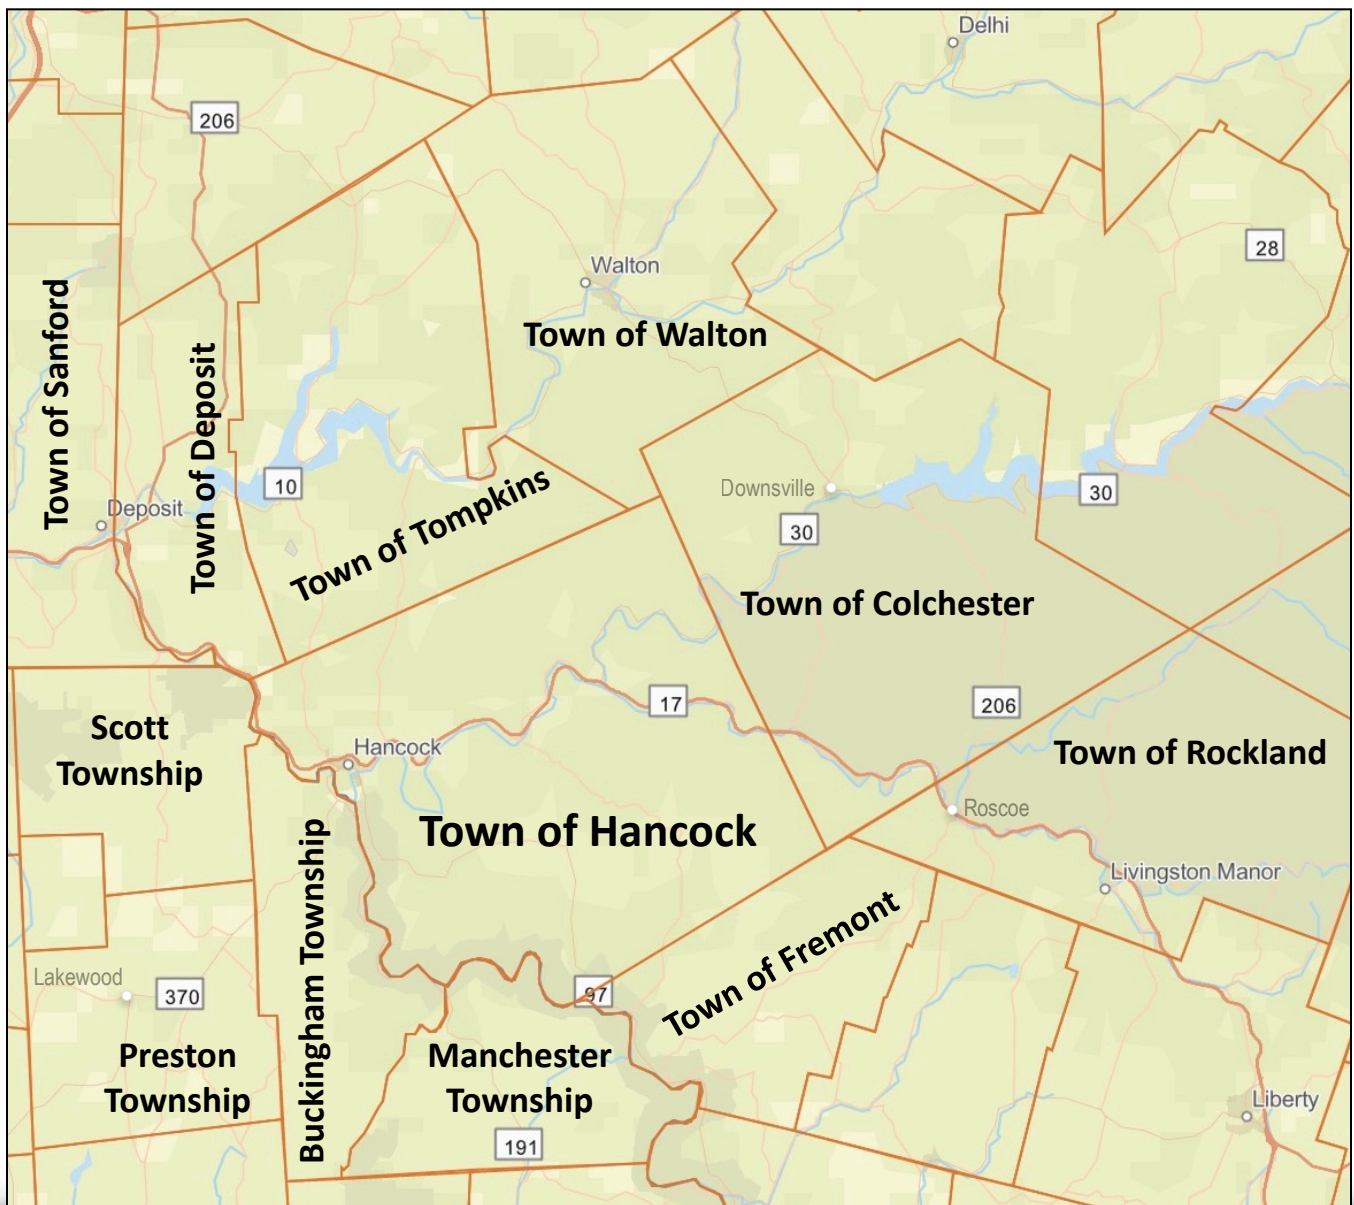 Delhi
206
28
Walton
Town of Walton
Town of Sanford
Town of Deposit
10
Downsville
30
Deposit
30
Town of Tompkins
Town of Colchester
17
206
Scott
Township
Hancock
Town of Rockland
Town of Hancock
Roscoe
Livingston Manor
Buckingham Township
Town of Fremont
Lakewood
370
97
Preston
Township
Manchester
Township
Liberty
191